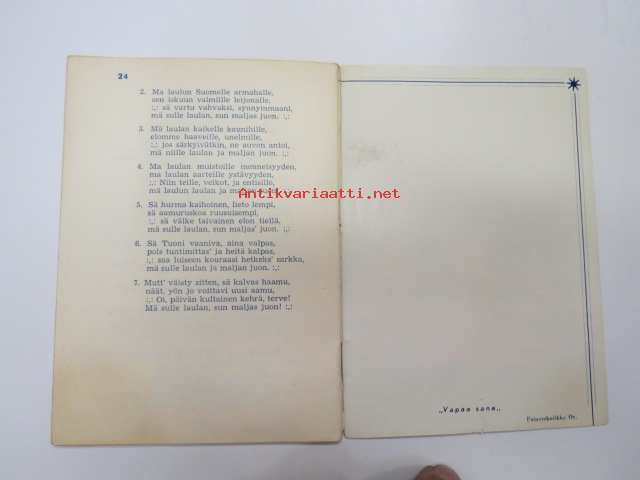 24
2. Ma laulun Suomelle armahalle,
sen iskuun valmiille leijonalle,
:,: sä vartu vahvaksi, synnyinmaani,
mä sulle laulan, sun maljas juon. :,:
3. Mä laulan kaikelle kauniihille,
elomme haaveille, unelmille,
:,: jos särkyivätkin, ne auvon antoi,
mä niille laulan ja maljan juon. :,:
4. Ma laulan muistoille menneisyyden,
ma laulan aarteille ystävyyden,
:,: Niin teille, veikot, ja entisille,
mä laulun laulan ja maljan
5. Sä hurma kaihoinen, lieto lempi,
sä aamuruskoa ruusuisempi,
:,: sä välke taivainen elon tiellä,
mä sulle laulan, sun maljas' juon. :,:
6. Sä Tuoni vaaniva, aina valpas,
pois tuntimittas' ja heitä kalpas,
:,: saa luiseen kouraasi hetkeks' sarkka,
mä sulle laulan ja maljan juon. :,:
7. Mutt' väisty sitten, sä kalvas haamu,
näät, yön jo voittavi uusi aamu,
:,: Oi, päivän kultainen kehrä, terve!
Mä sulle laulan, sun maljas juon! :,:
Antikvariaatti.net
„Vapaa sana„
Oy.